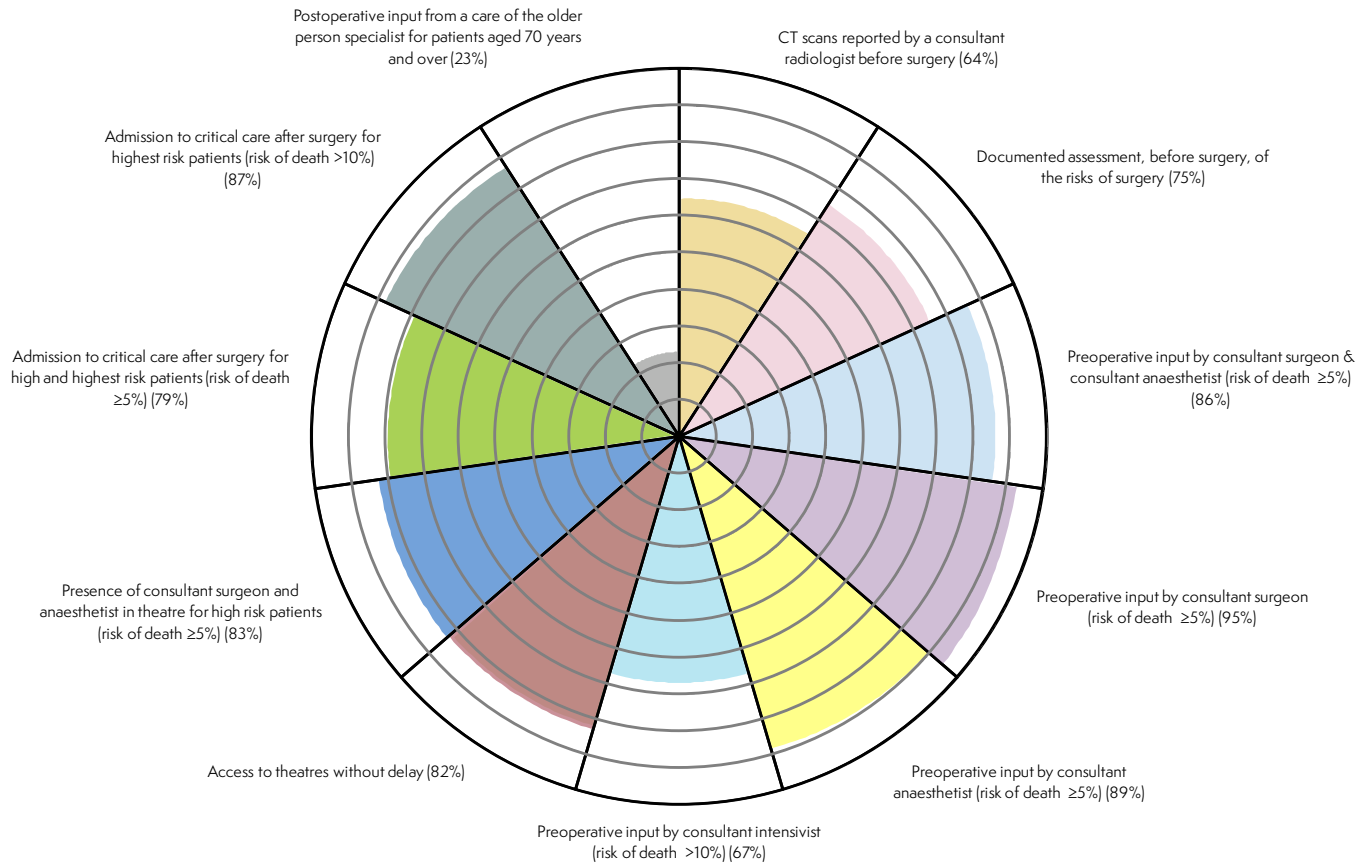 Postoperative input from a care of the older
person specialist for patients aged 70 years
and over (23%)
CT scans reported by a consultant
radiologist before surgery (64%)
Documented assessment, before surgery, of
the risks of surgery (75%)
Preoperative input by consultant surgeon &
consultant anaesthetist (risk of death ≥5%)
(86%)
Preoperative input by consultant surgeon
(risk of death ≥5%) (95%)
Preoperative input by consultant
anaesthetist (risk of death ≥5%) (89%)
Preoperative input by consultant intensivist
(risk of death >10%) (67%)
Access to theatres without delay (82%)
Presence of consultant surgeon and
anaesthetist in theatre for high risk patients
(risk of death ≥5%) (83%)
Admission to critical care after surgery for
high and highest risk patients (risk of death
≥5%) (79%)
Admission to critical care after surgery for
highest risk patients (risk of death >10%)
(87%)